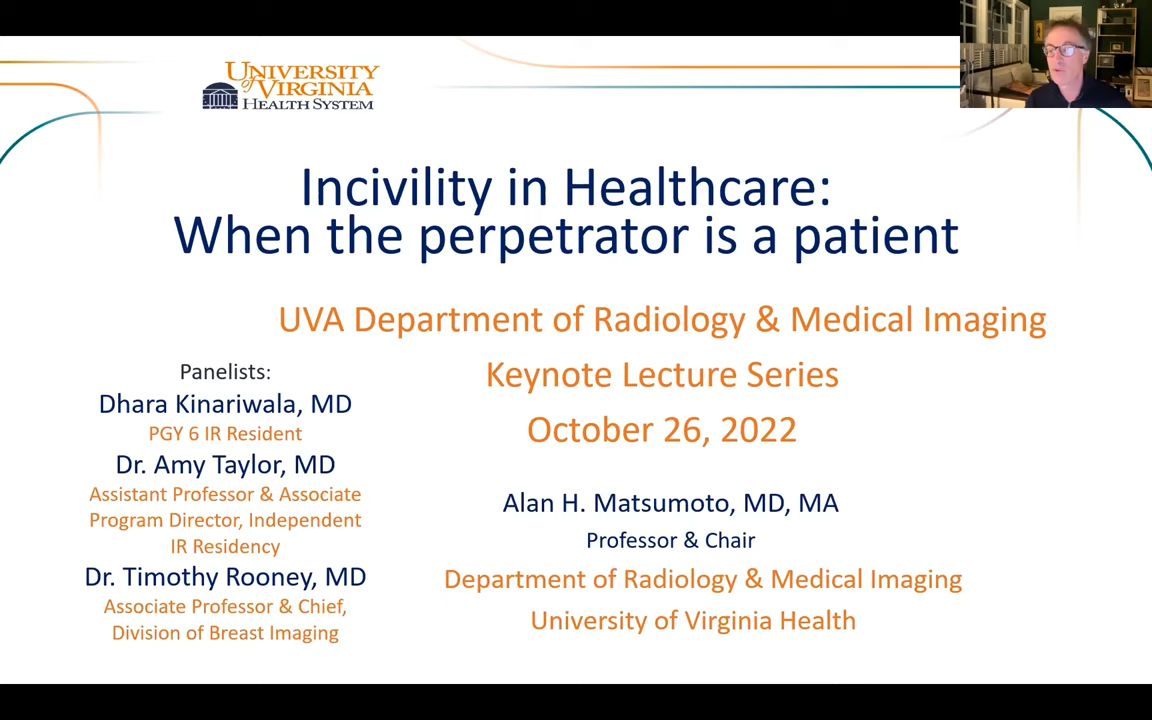 UNIVERSITY
of VIRGINIA
HEALTH SYSTEM
Incivility in Healthcare:
When the perpetrator is a patient
UVA Department of Radiology & Medical Imaging
Keynote Lecture Series
October 26, 2022
Panelists:
Dhara Kinariwala, MD
PGY 6 IR Resident
Dr. Amy Taylor, MD
Assistant Professor & Associate
Program Director, Independent
IR Residency
Dr. Timothy Rooney, MD
Associate Professor & Chief,
Division of Breast Imaging
Alan H. Matsumoto, MD, MA
Professor & Chair
Department of Radiology & Medical Imaging
University of Virginia Health